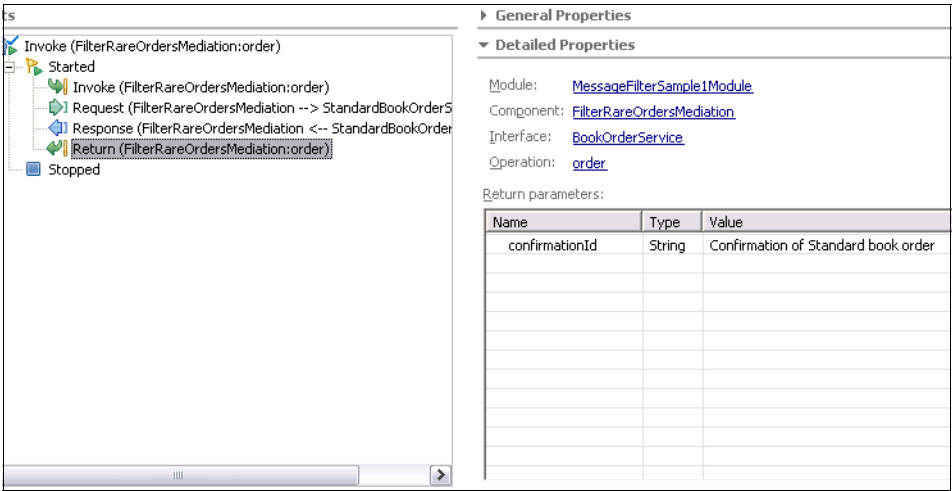 ts
Invoke (FilterRareOrdersMediation:order)
Started
Invoke (FilterRareOrdersMediation:order)
Request (FilterRareOrdersMediation --> StandardBookOrderS
Response (FilterRareOrdersMediation <-- StandardBookOrder
Return (FilterRareOrdersMediation:order)
Stopped
General Properties
Detailed Properties
Module: MessageFilterSample1Module
Component: FilterRareOrdersMediation
Interface: BookOrderService
Operation: order
Return parameters:
Name Type Value
confirmationId String Confirmation of Standard book order